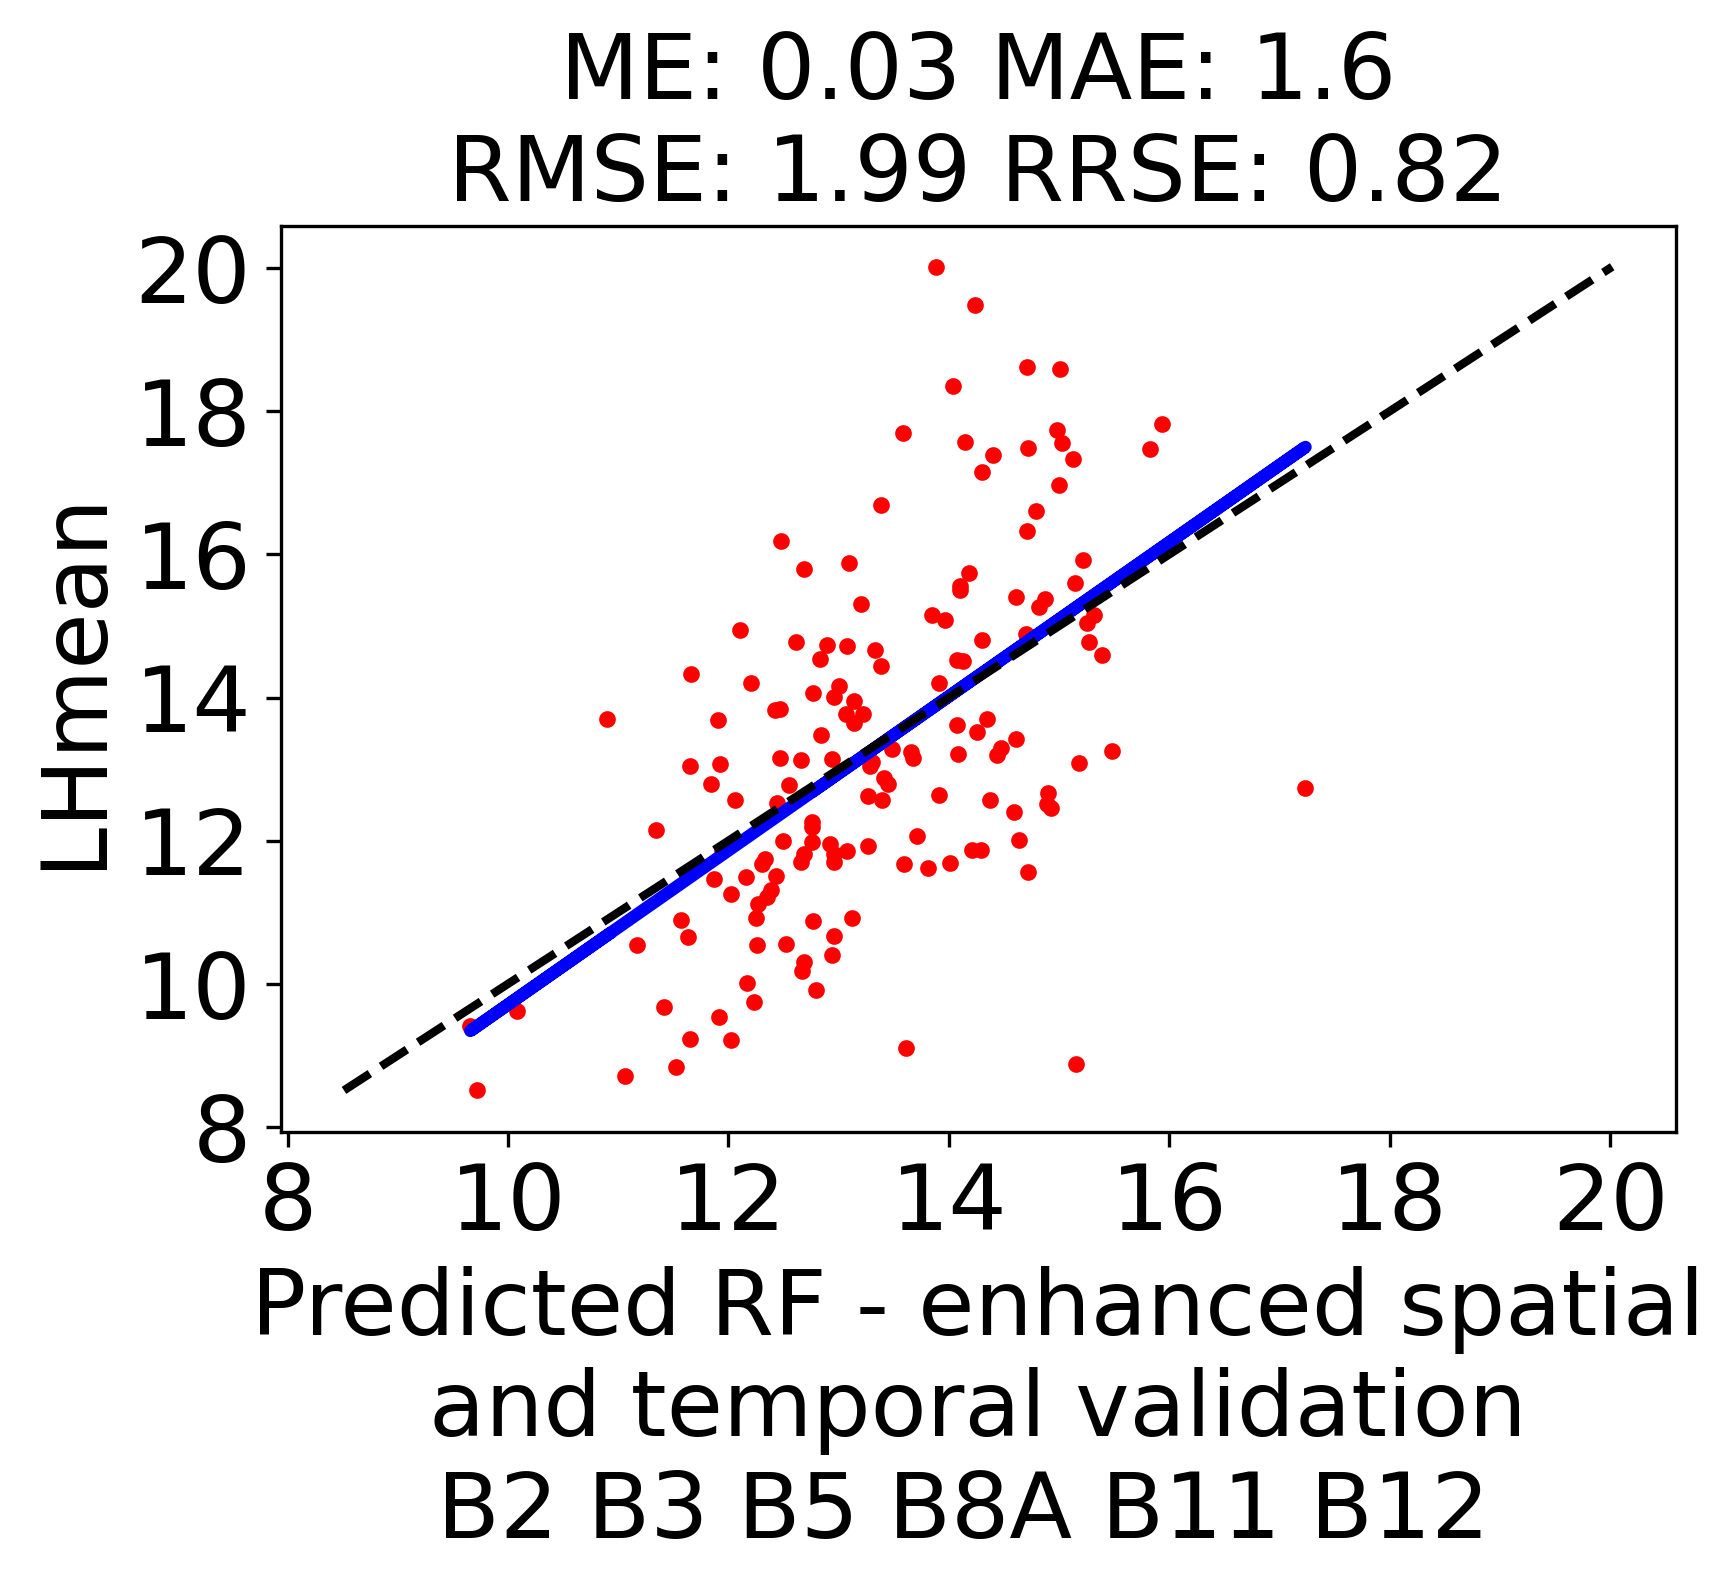 ME: 0.03 MAE: 1.6
RMSE: 1.99 RRSE: 0.82
20
18
16
14
12
10
8
LHmean
8 10 12 14 16 18 20
Predicted RF - enhanced spatial
and temporal validation
B2 B3 B5 B8A B11 B12